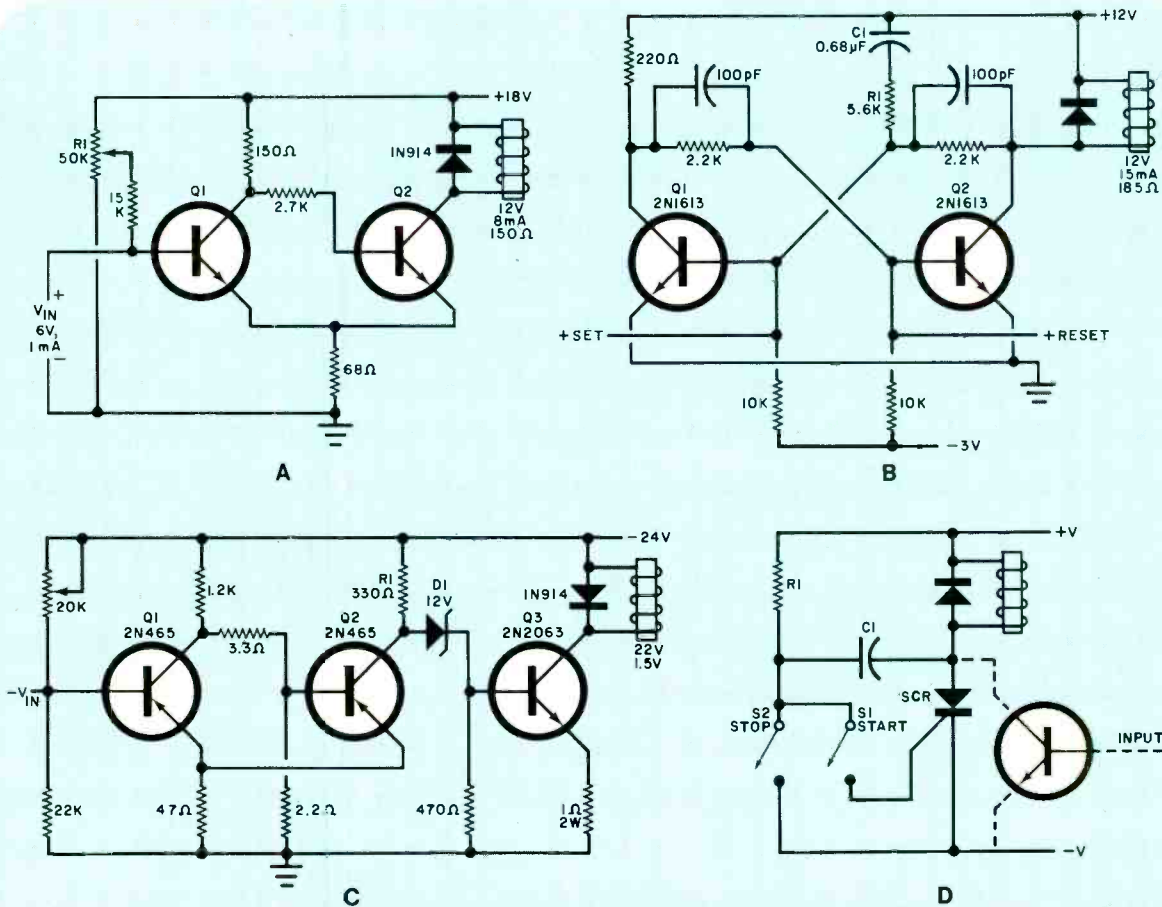 +18V
R1
50K
150Ω
1N914
15
K
Q1
2.7K
Q2
12V
8mA
150Ω
+
VIN
6V,
1mA
−
68Ω
A
+12V
C1
0.68µF
220Ω
100pF
100pF
R1
5.6K
2.2K
2.2K
12V
15mA
185Ω
Q1
2N1613
Q2
2N1613
+SET
+RESET
10K
10K
−3V
B
−24V
20K
1.2K
R1
330Ω
D1
12V
1N914
Q1
2N465
3.3Ω
Q2
2N465
Q3
2N2063
22V
1.5V
−VIN
22K
47Ω
2.2Ω
470Ω
1Ω
2W
C
+V
R1
C1
SCR
S2
STOP
S1
START
INPUT
−V
D